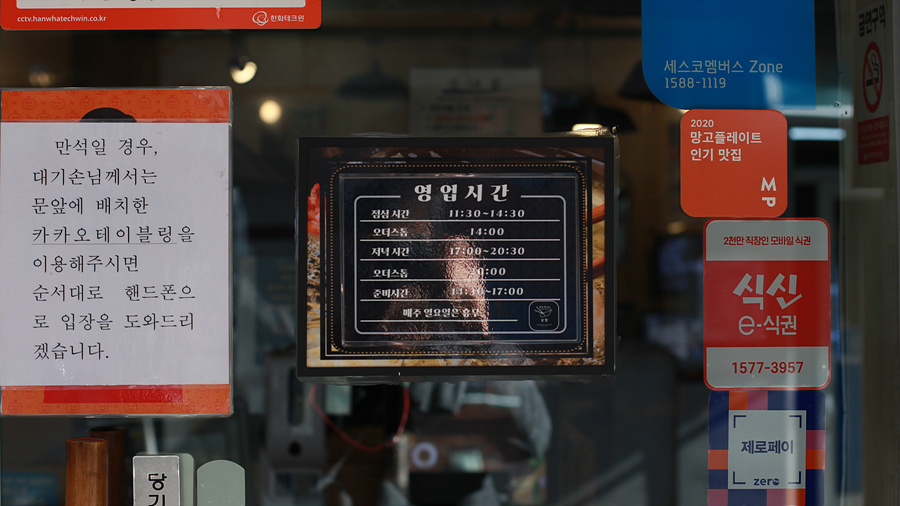 cctv.hanwhatechwin.co.kr
한화테크윈
만석일 경우,
대기손님께서는
문앞에 배치한
카카오테이블링을
이용해주시면
순서대로 핸드폰으
로 입장을 도와드리
겠습니다.
당기
영업시간
점심 시간 11:30~14:30
오더스톱 14:00
저녁 시간 17:00~20:30
오더스톱 20:00
준비시간 14:30~17:00
매주 일요일은 휴무
세스코멤버스 Zone
1588-1119
2020
망고플레이트
인기 맛집
MP
2천만 직장인 모바일 식권
식신
e-식권
1577-3957
제로페이
zero
금연구역